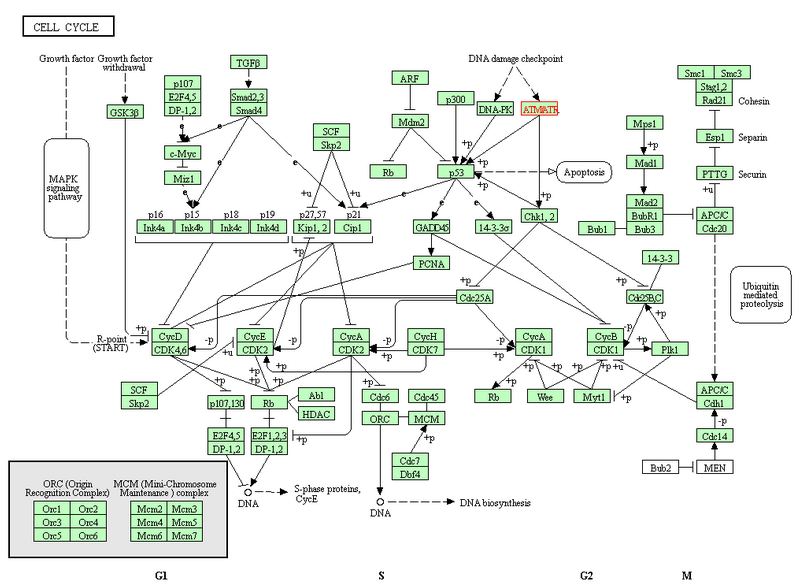 CELL CYCLE
Growth factor
Growth factor withdrawal
TGFβ
DNA damage checkpoint
ARF
p300
DNA-PK
ATM/ATR
Smc1 Smc3
Stag1,2
Rad21
Cohesin
p107
E2F4,5
DP-1,2
Smad2,3
Smad4
GSK3β
Mdm2
SCF
Skp2
Mps1
Esp1
Separin
e
e
+p
+p
+p
c-Myc
Miz1
Rb
p53
Apoptosis
Mad1
PTTG
Securin
MAPK
signaling
pathway
e
e
+u
+u
e
e
e
+p
+p
+p
+u
p16 p15 p18 p19
Ink4a Ink4b Ink4c Ink4d
p27,57
Kip1, 2
p21
Cip1
GADD45
14-3-3σ
Chk1, 2
Bub1
Mad2
BubR1
Bub3
APC/C
Cdc20
+p
PCNA
14-3-3
+p
+p
Cdc25A
Cdc25B,C
Ubiquitin
mediated
proteolysis
R-point
(START)
+p
CycD
CDK4,6
-p
+u
CycE
CDK2
-p
CycA
CDK2
-p
+p
CycH
CDK7
-p
+p
CycA
CDK1
CycB
CDK1
-p
+p
+p
Plk1
SCF
Skp2
+p
+p
+p
+p
+p
+p
+p
+u
+p
p107,130
Rb
Abl
HDAC
Cdc6
Cdc45
ORC
MCM
Rb
Wee
Myt1
APC/C
Cdh1
E2F4,5
DP-1,2
E2F1,2,3
DP-1,2
+p
+p
Cdc7
Dbf4
-p
Cdc14
Bub2
MEN
DNA
S-phase proteins,
CycE
DNA
DNA biosynthesis
ORC (Origin
Recognition Complex)
MCM (Mini-Chromosome
Maintenance ) complex
Orc1 Orc2
Orc3 Orc4
Orc5 Orc6
Mcm2 Mcm3
Mcm4 Mcm5
Mcm6 Mcm7
G1 S G2 M